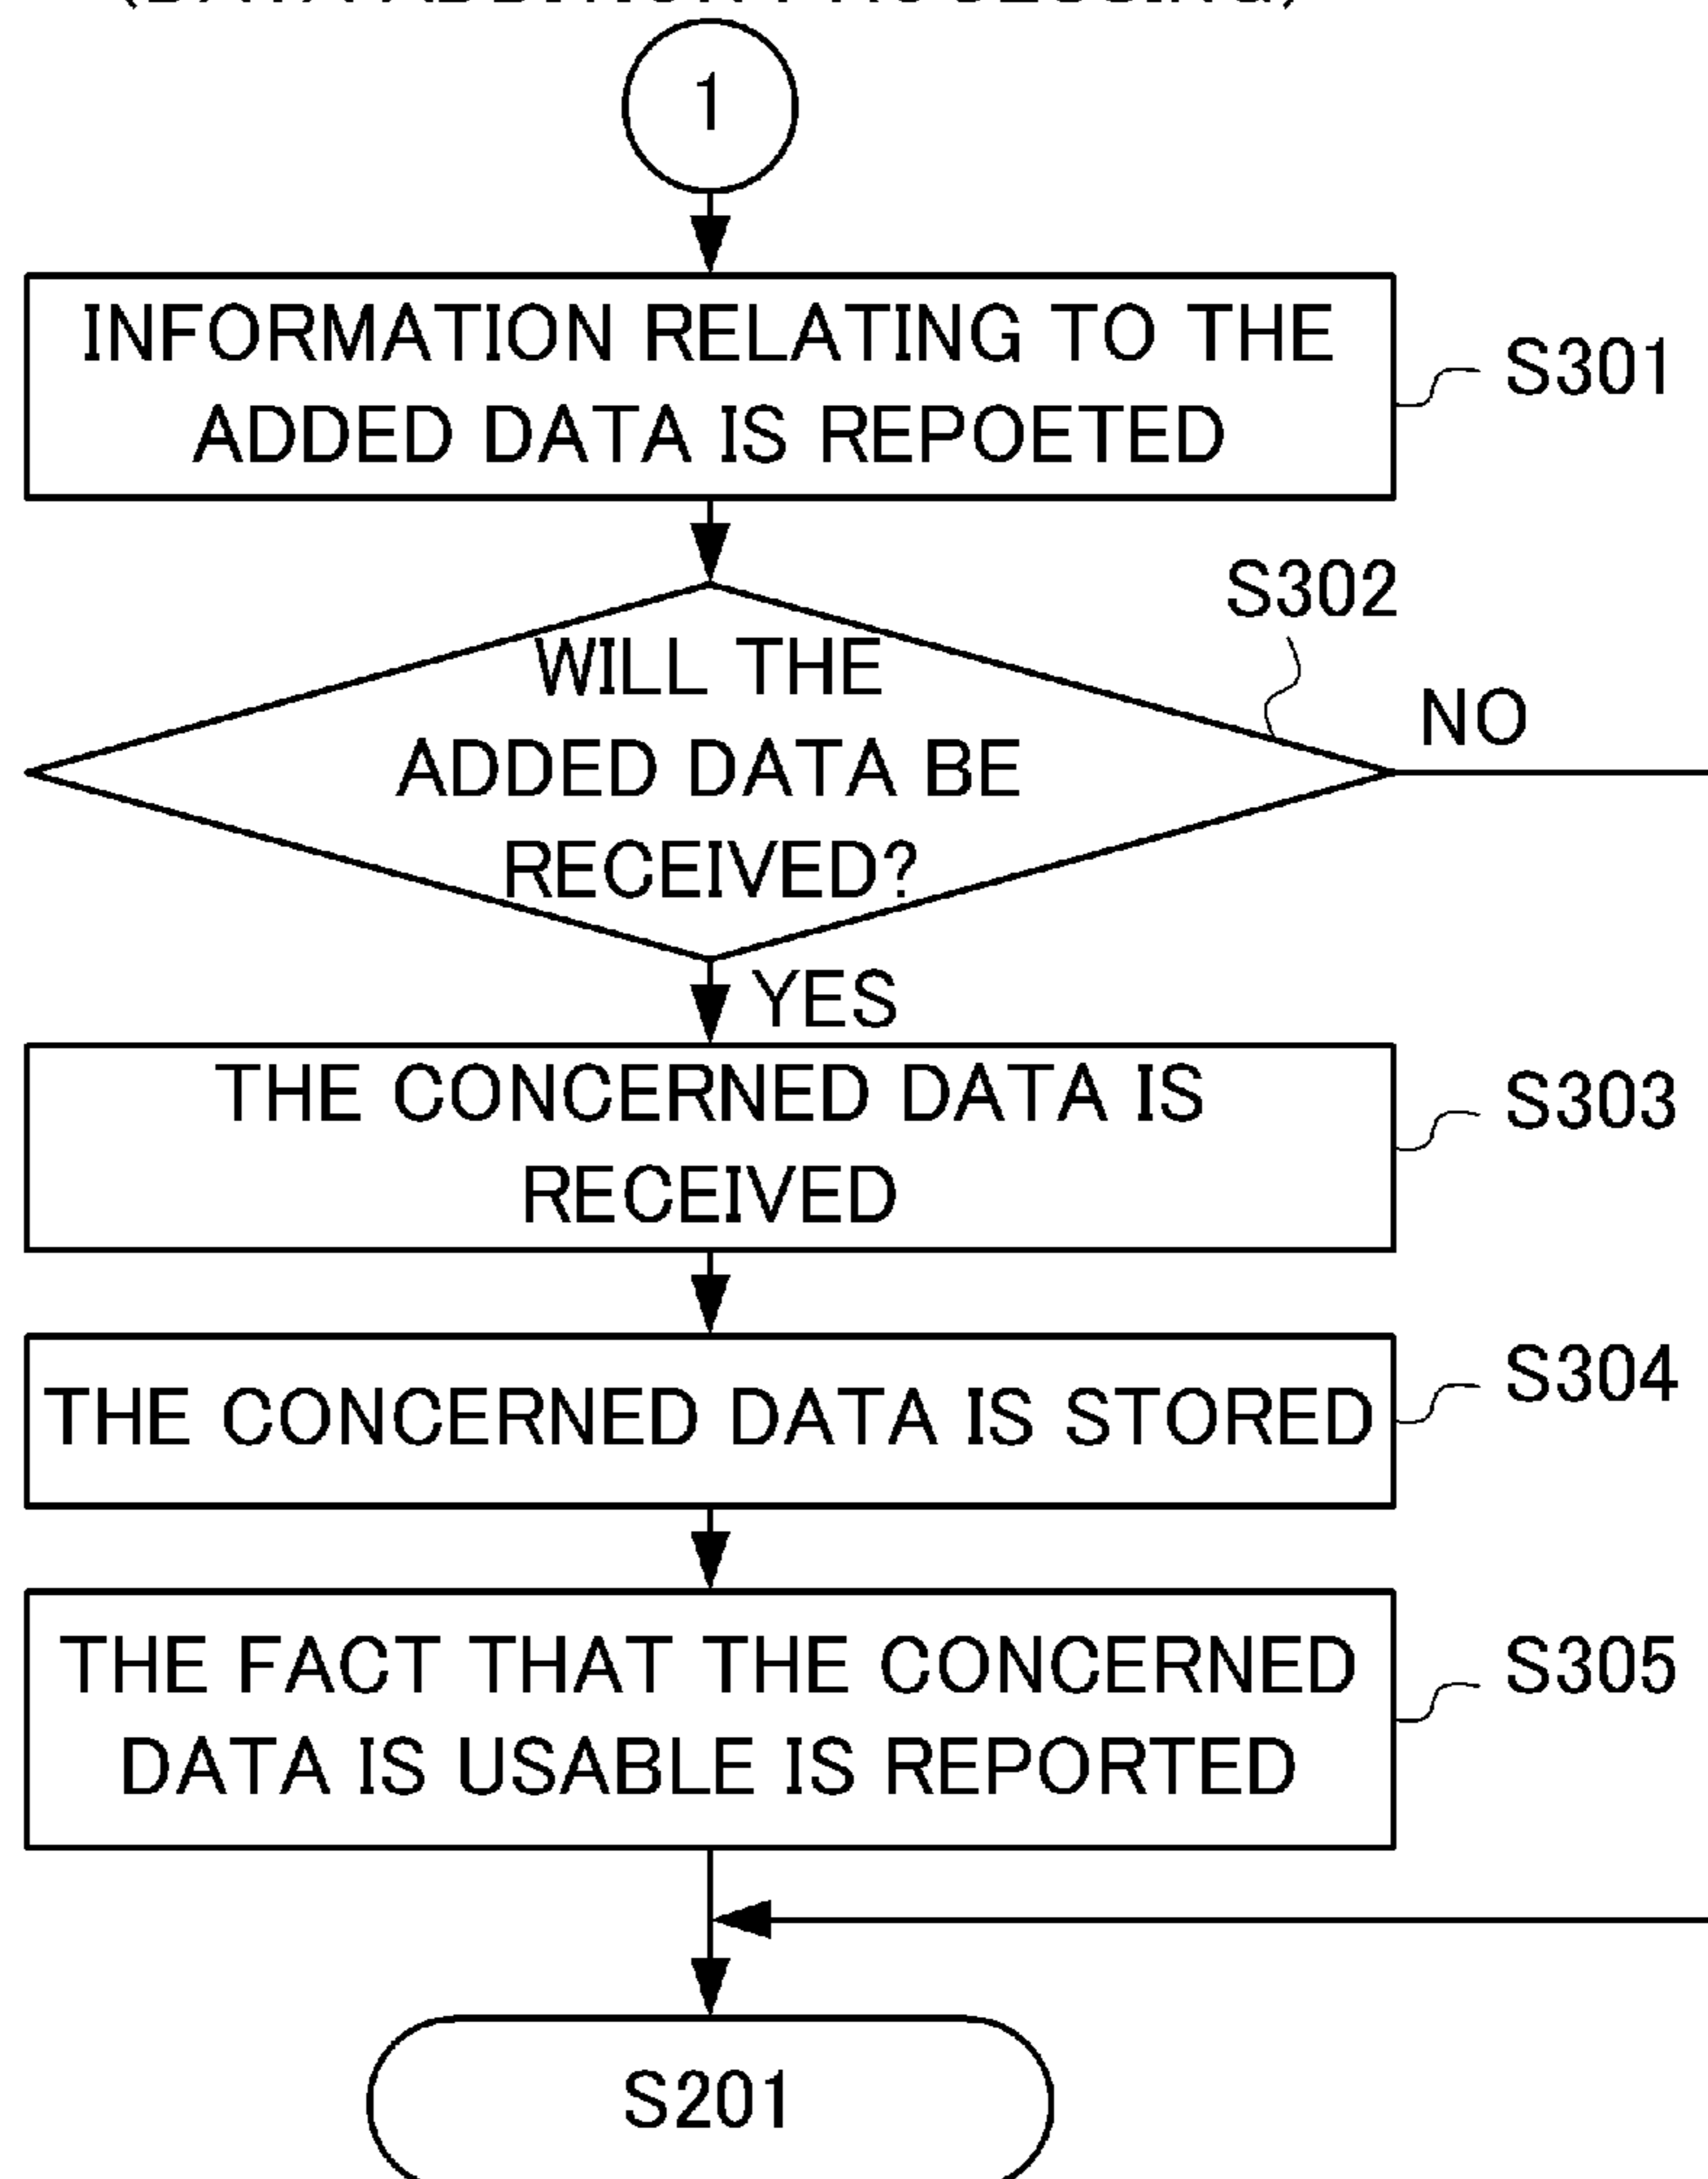 1
INFORMATION RELATING TO THE
ADDED DATA IS REPOETED
S301
S302
WILL THE
ADDED DATA BE
RECEIVED?
NO
YES
THE CONCERNED DATA IS
RECEIVED
S303
THE CONCERNED DATA IS STORED
S304
THE FACT THAT THE CONCERNED
DATA IS USABLE IS REPORTED
S305
S201